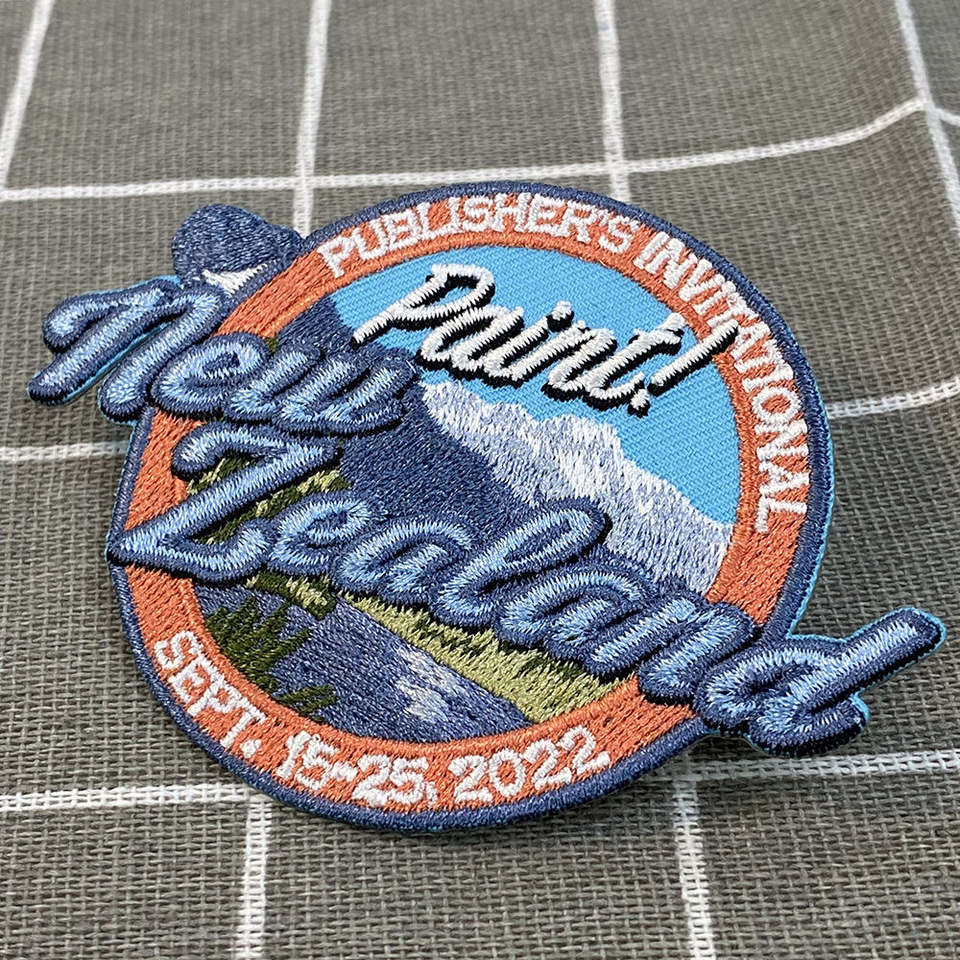 PUBLISHER'S INVITATIONAL
Paint!
New
Zealand
SEPT. 15-25, 2022